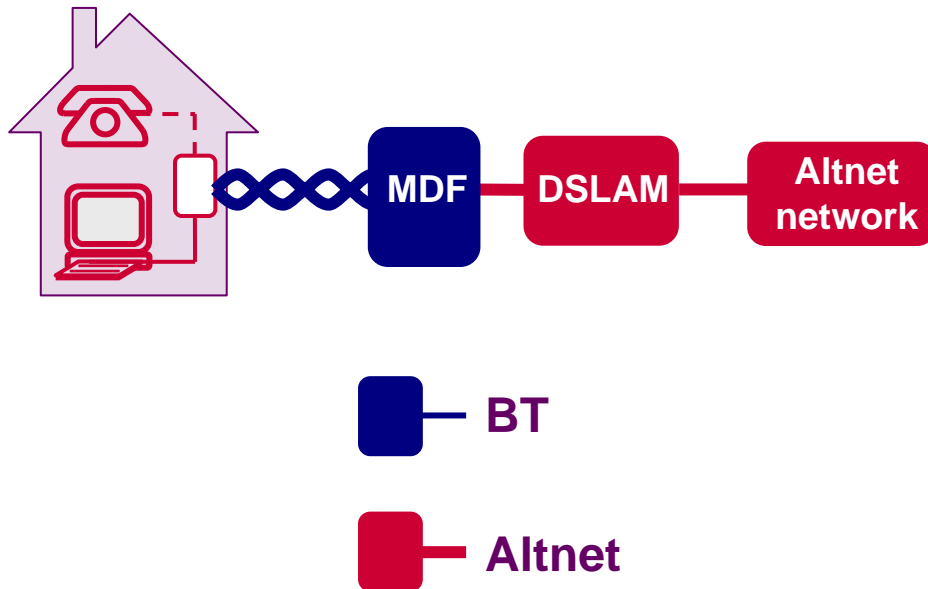 MDF
DSLAM
Altnet
network
BT
Altnet